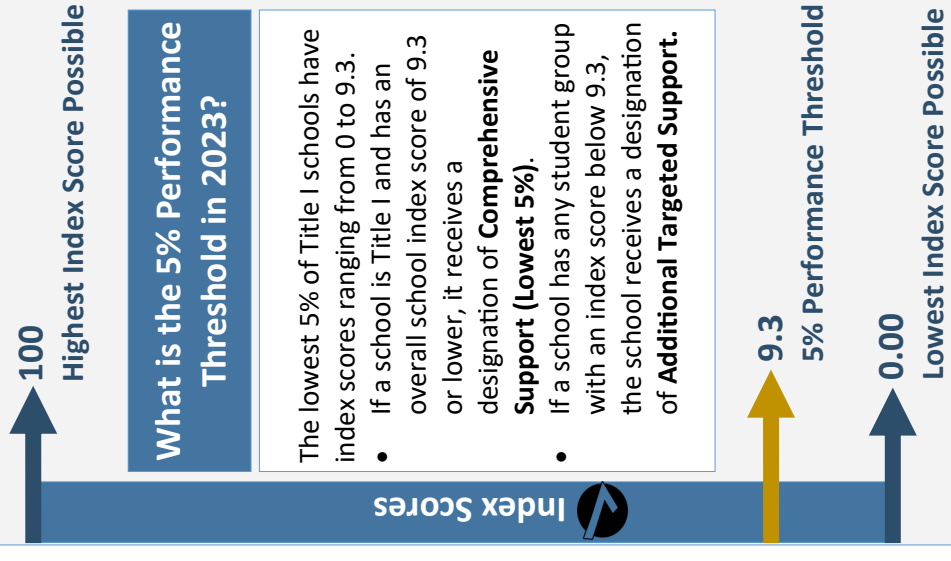 100
Highest Index Score Possible
What is the 5% Performance
Threshold in 2023?
The lowest 5% of Title I schools have
index scores ranging from 0 to 9.3.
• If a school is Title I and has an
overall school index score of 9.3
or lower, it receives a
designation of Comprehensive
Support (Lowest 5%).
• If a school has any student group
with an index score below 9.3,
the school receives a designation
of Additional Targeted Support.
Index Scores
9.3
5% Performance Threshold
0.00
Lowest Index Score Possible